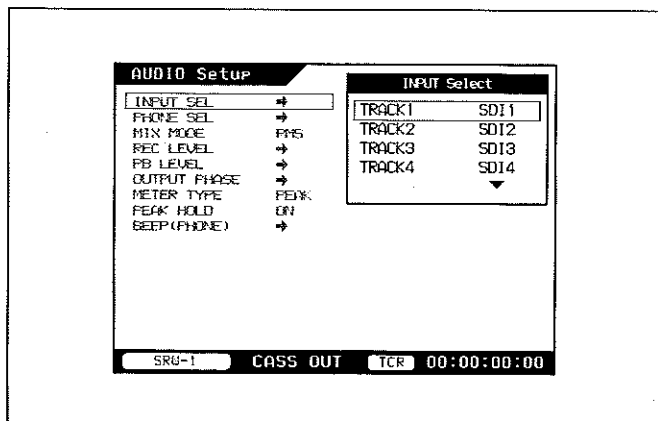 AUDIO Setup
INPUT SEL →
PHONE SEL →
MIX MODE RMS
REC LEVEL →
PB LEVEL →
OUTPUT PHASE →
METER TYPE PEAK
PEAK HOLD ON
BEEP(PHONE) →
INPUT Select
TRACK1 SDI1
TRACK2 SDI2
TRACK3 SDI3
TRACK4 SDI4
▼
SRW-1 CASS OUT TCR 00:00:00:00